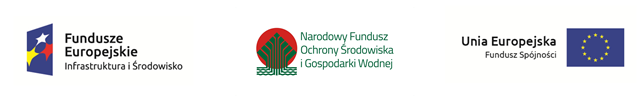 Fundusze
Europejskie
Infrastruktura i Środowisko
Narodowy Fundusz
Ochrony Środowiska
i Gospodarki Wodnej
Unia Europejska
Fundusz Spójności